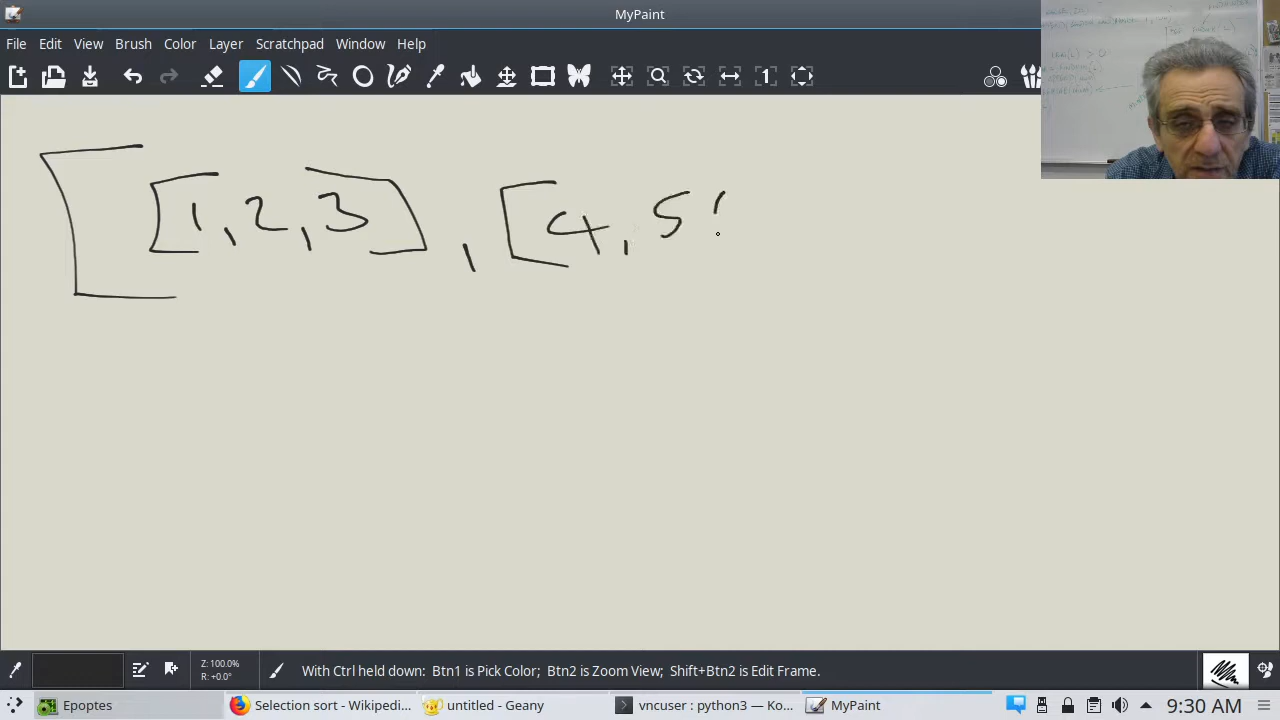 MyPaint
File Edit View Brush Color Layer Scratchpad Window Help
[ [1,2,3] , [4,5
Z: 100.0%
R: +0.0°
With Ctrl held down: Btn1 is Pick Color; Btn2 is Zoom View; Shift+Btn2 is Edit Frame.
Epoptes Selection sort - Wikipedi... untitled - Geany vncuser : python3 — Ko... MyPaint 9:30 AM